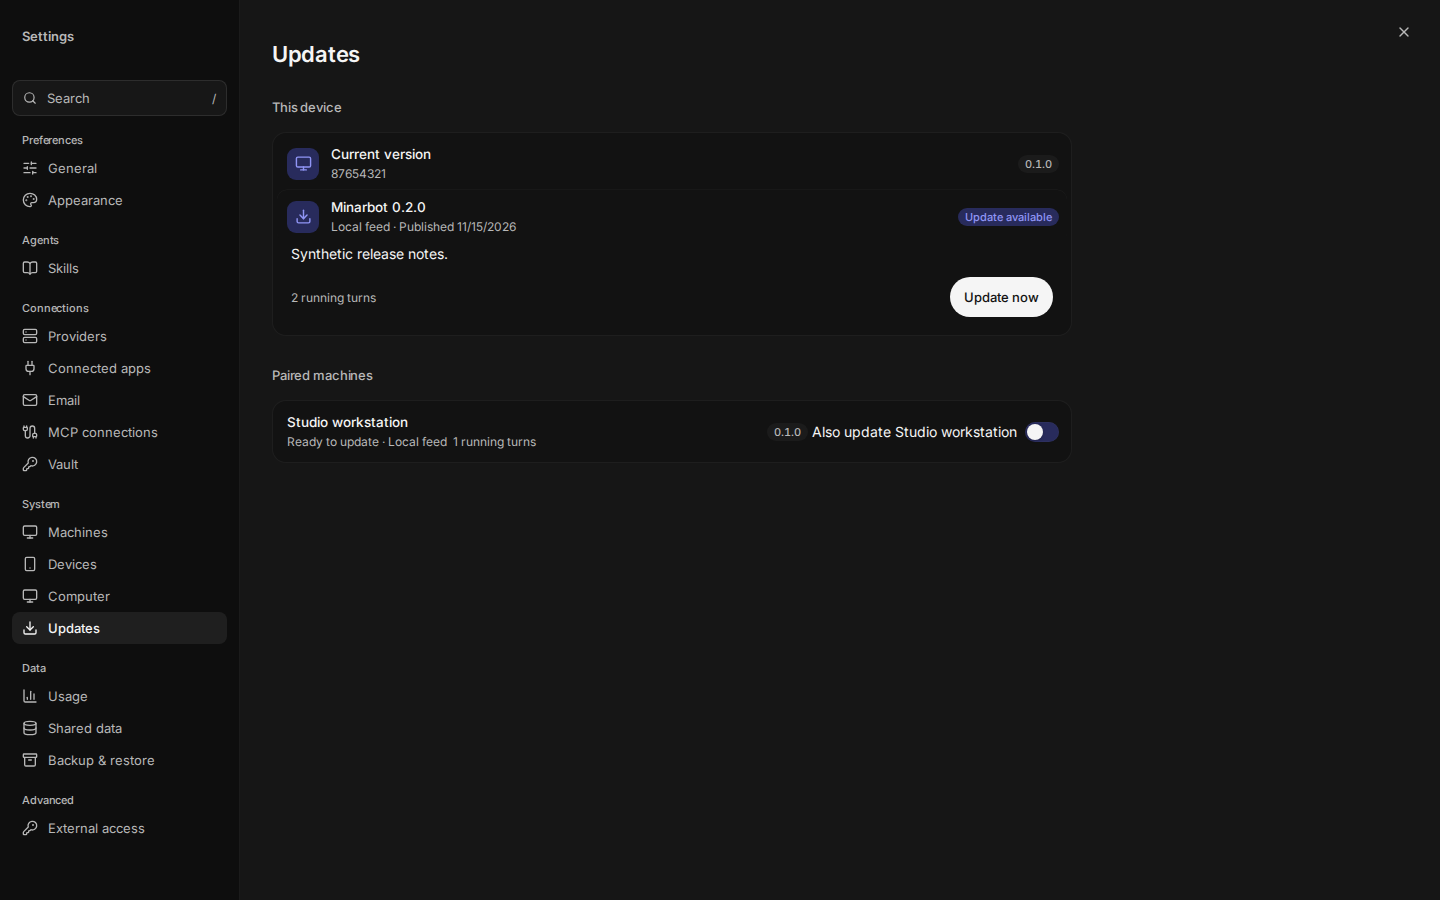 Settings
Search /
Preferences
General
Appearance
Agents
Skills
Connections
Providers
Connected apps
Email
MCP connections
Vault
System
Machines
Devices
Computer
Updates
Data
Usage
Shared data
Backup & restore
Advanced
External access
Updates
This device
Current version
87654321
0.1.0
Minarbot 0.2.0
Local feed · Published 11/15/2026
Update available
Synthetic release notes.
2 running turns
Update now
Paired machines
Studio workstation
Ready to update · Local feed 1 running turns
0.1.0 Also update Studio workstation